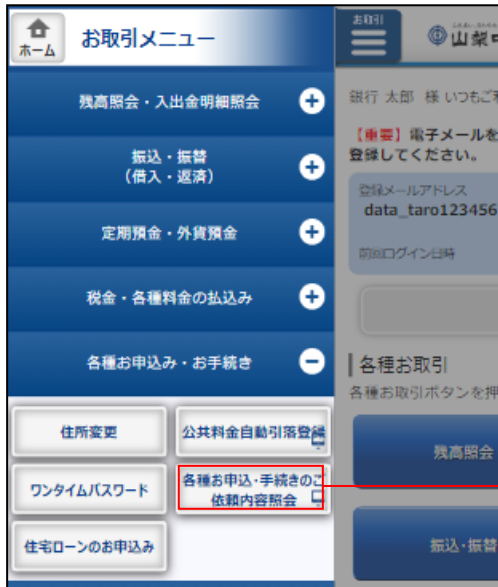 ホーム
お取引メニュー
残高照会・入出金明細照会
振込・振替
（借入・返済）
定期預金・外貨預金
税金・各種料金の払込み
各種お申込み・お手続き
住所変更
公共料金自動引落登録
ワンタイムパスワード
各種お申込・手続きのご
依頼内容照会
住宅ローンのお申込み
お取引
山梨中
銀行 太郎 様 いつもご利
【重要】電子メールを
登録してください。
登録メールアドレス
data_taro123456
前回ログイン日時
各種お取引
各種お取引ボタンを押
残高照会
振込・振替